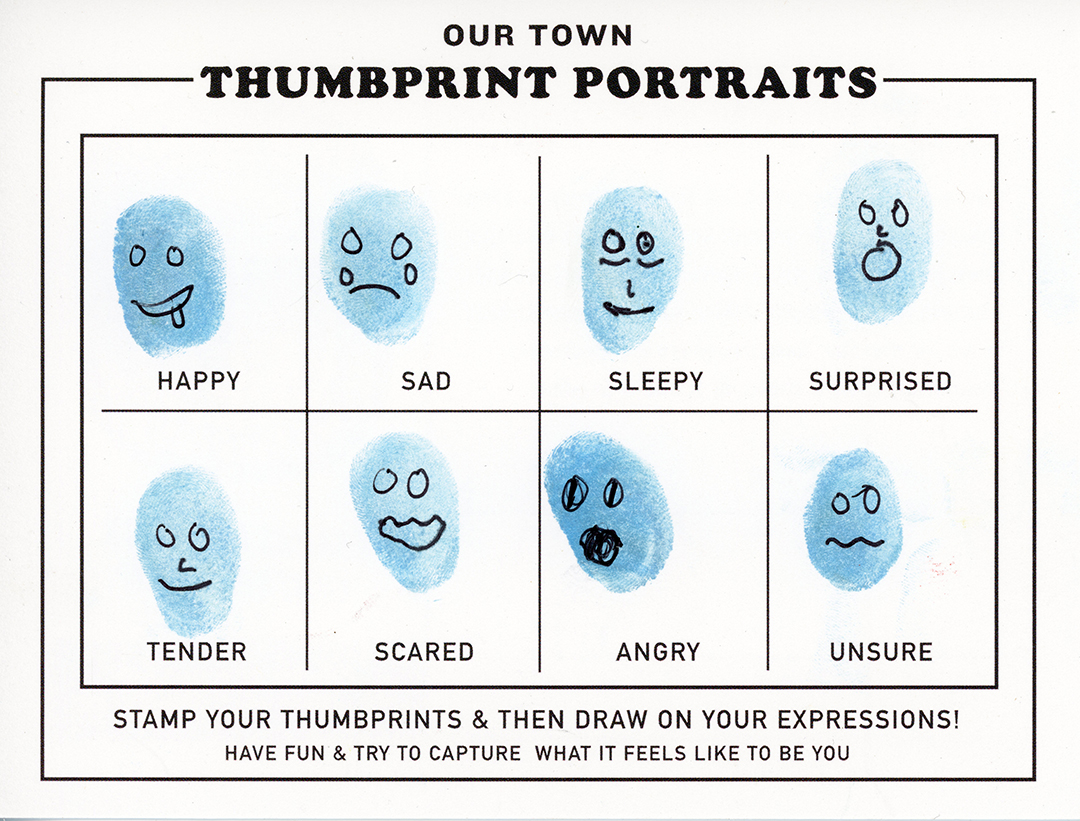 OUR TOWN
THUMBPRINT PORTRAITS
HAPPY
SAD
SLEEPY
SURPRISED
TENDER
SCARED
ANGRY
UNSURE
STAMP YOUR THUMBPRINTS & THEN DRAW ON YOUR EXPRESSIONS!
HAVE FUN & TRY TO CAPTURE WHAT IT FEELS LIKE TO BE YOU